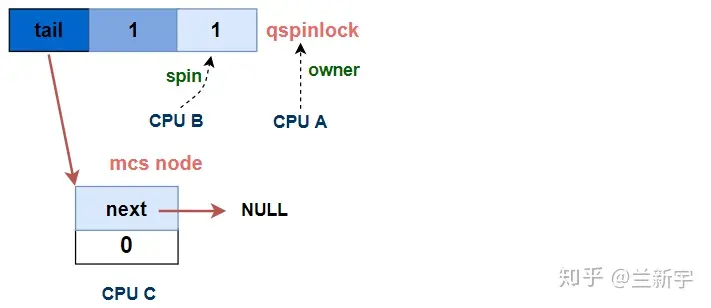 tail 1 1 qspinlock
spin
owner
CPU B
CPU A
mcs node
next
NULL
0
CPU C
知乎 @兰新宇